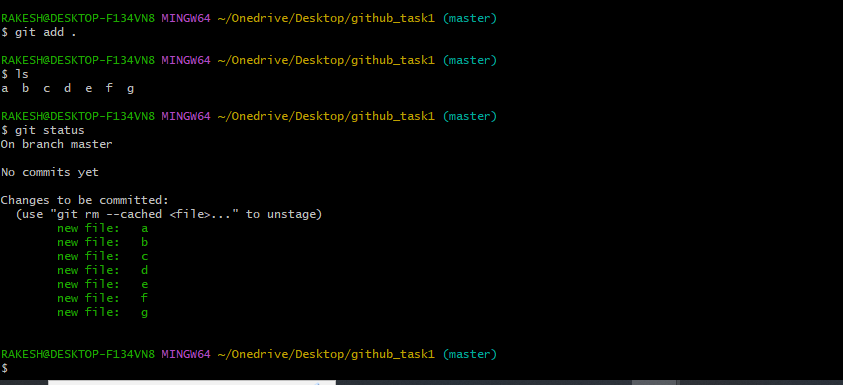 RAKESH@DESKTOP-F134VN8 MINGW64 ~/Onedrive/Desktop/github_task1 (master)
$ git add .
RAKESH@DESKTOP-F134VN8 MINGW64 ~/Onedrive/Desktop/github_task1 (master)
$ ls
a  b  c  d  e  f  g
RAKESH@DESKTOP-F134VN8 MINGW64 ~/Onedrive/Desktop/github_task1 (master)
$ git status
On branch master
No commits yet
Changes to be committed:
  (use "git rm --cached <file>..." to unstage)
        new file:   a
        new file:   b
        new file:   c
        new file:   d
        new file:   e
        new file:   f
        new file:   g
RAKESH@DESKTOP-F134VN8 MINGW64 ~/Onedrive/Desktop/github_task1 (master)
$